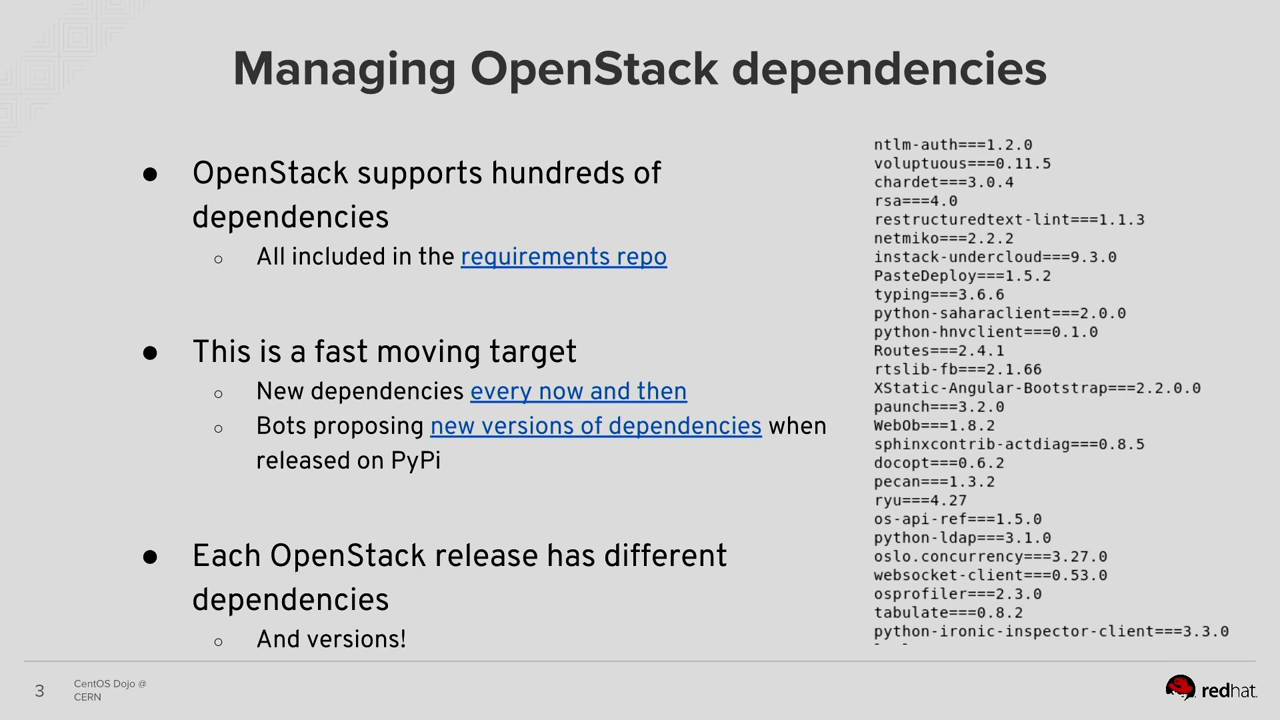 Managing OpenStack dependencies
● OpenStack supports hundreds of
dependencies
○ All included in the requirements repo
● This is a fast moving target
○ New dependencies every now and then
○ Bots proposing new versions of dependencies when
released on PyPi
● Each OpenStack release has different
dependencies
○ And versions!
ntlm-auth===1.2.0
voluptuous===0.11.5
chardet===3.0.4
rsa===4.0
restructuredtext-lint===1.1.3
netmiko===2.2.2
instack-undercloud===9.3.0
PasteDeploy===1.5.2
typing===3.6.6
python-saharaclient===2.0.0
python-hnvclient===0.1.0
Routes===2.4.1
rtslib-fb===2.1.66
XStatic-Angular-Bootstrap===2.2.0.0
paunch===3.2.0
WebOb===1.8.2
sphinxcontrib-actdiag===0.8.5
docopt===0.6.2
pecan===1.3.2
ryu===4.27
os-api-ref===1.5.0
python-ldap===3.1.0
oslo.concurrency===3.27.0
websocket-client===0.53.0
osprofiler===2.3.0
tabulate===0.8.2
python-ironic-inspector-client===3.3.0
3
CentOS Dojo @
CERN
redhat.